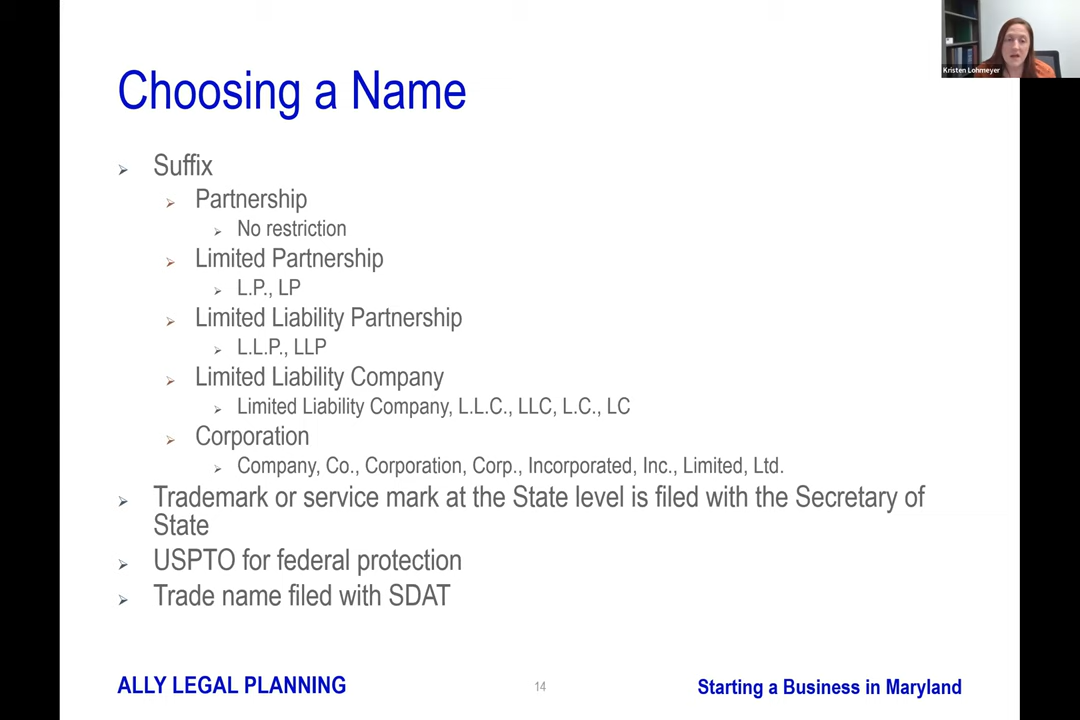 Kristen Lohmeyer
Choosing a Name
Suffix
Partnership
No restriction
Limited Partnership
L.P., LP
Limited Liability Partnership
L.L.P., LLP
Limited Liability Company
Limited Liability Company, L.L.C., LLC, L.C., LC
Corporation
Company, Co., Corporation, Corp., Incorporated, Inc., Limited, Ltd.
Trademark or service mark at the State level is filed with the Secretary of
State
USPTO for federal protection
Trade name filed with SDAT
ALLY LEGAL PLANNING
14
Starting a Business in Maryland